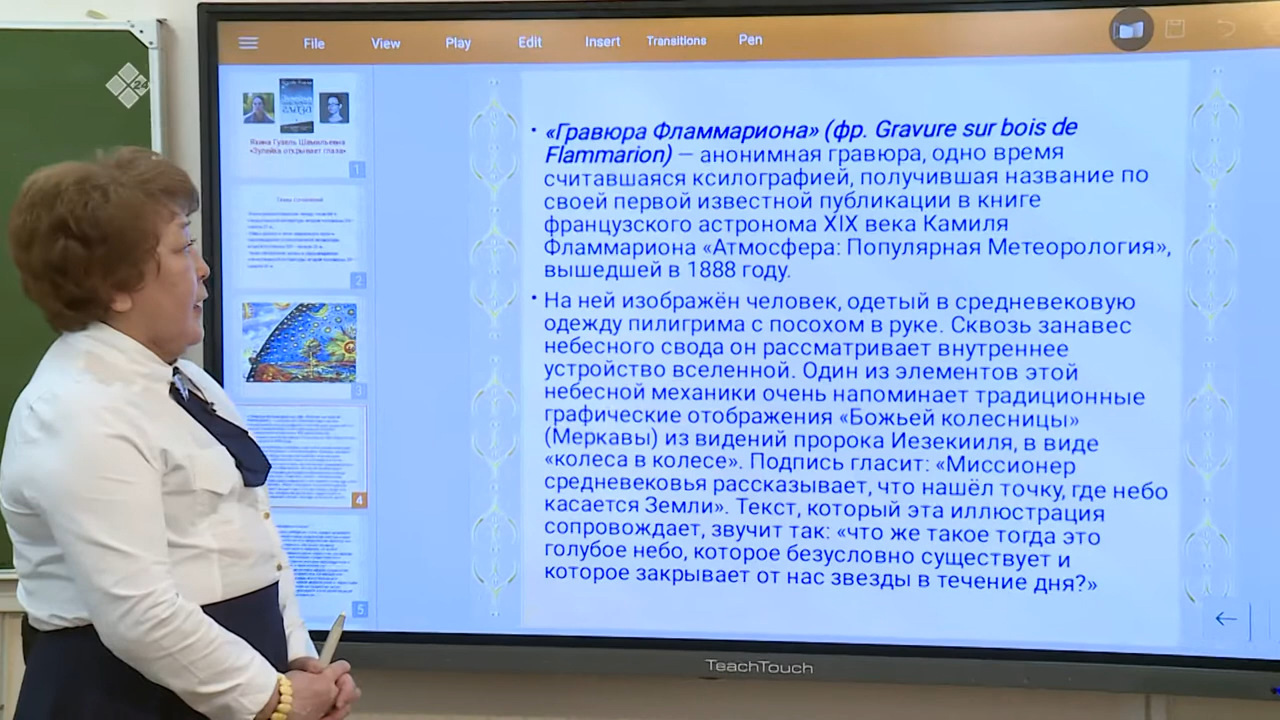 File View Play Edit Insert Transitions Pen
24
Яхина Гузель Шамильевна
«Зулейха открывает глаза»
1
2
3
4
5
• «Гравюра Фламмариона» (фр. Gravure sur bois de
Flammarion) — анонимная гравюра, одно время
считавшаяся ксилографией, получившая название по
своей первой известной публикации в книге
французского астронома XIX века Камиля
Фламмариона «Атмосфера: Популярная Метеорология»,
вышедшей в 1888 году.
• На ней изображён человек, одетый в средневековую
одежду пилигрима с посохом в руке. Сквозь занавес
небесного свода он рассматривает внутреннее
устройство вселенной. Один из элементов этой
небесной механики очень напоминает традиционные
графические отображения «Божьей колесницы»
(Меркавы) из видений пророка Иезекииля, в виде
«колеса в колесе». Подпись гласит: «Миссионер
средневековья рассказывает, что нашёл точку, где небо
касается Земли». Текст, который эта иллюстрация
сопровождает, звучит так: «что же такое тогда это
голубое небо, которое безусловно существует и
которое закрывает от нас звезды в течение дня?»
TeachTouch